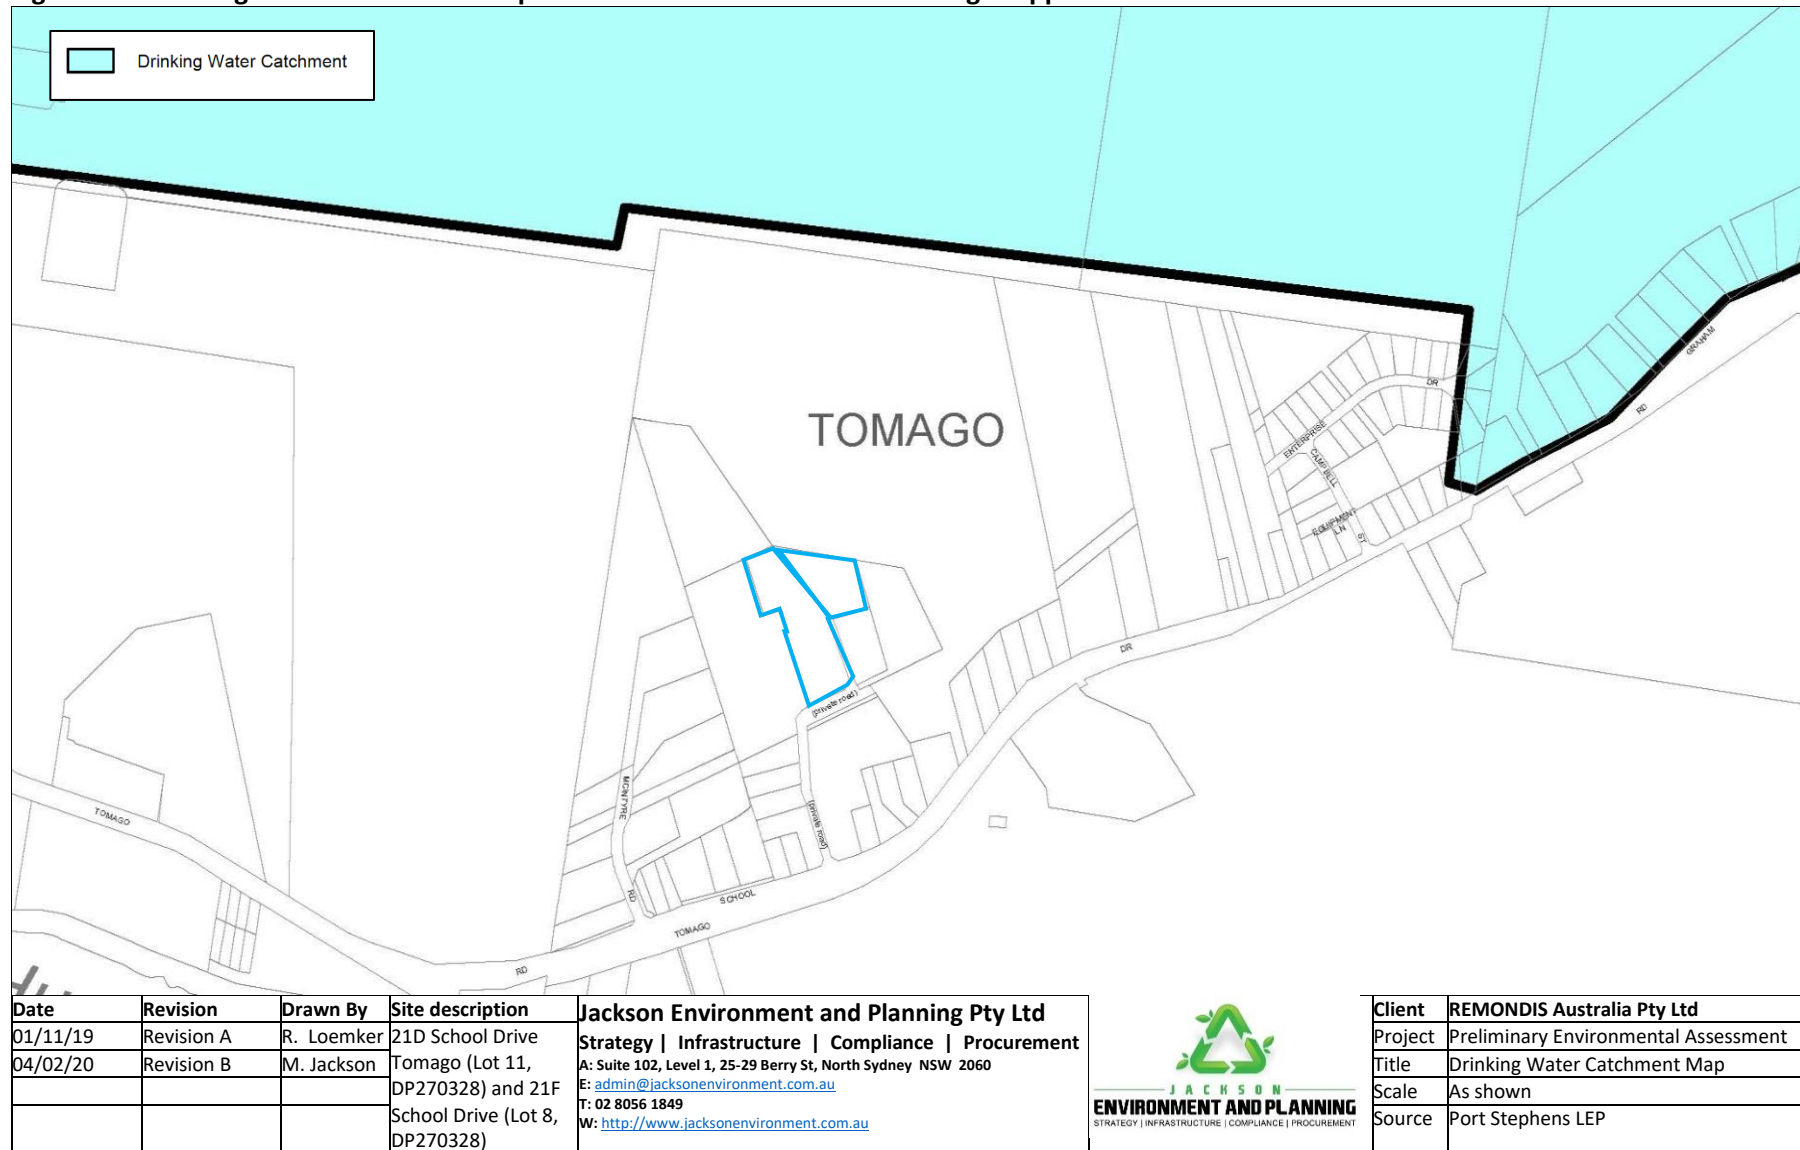 Drinking Water Catchment
TOMAGO
GRAHAM
RD
DR
ENTERPRISE
CAMPBELL
EQUIPMENT
LN
ST
DR
(private road)
(private road)
MCINTYRE
RD
TOMAGO
SCHOOL
TOMAGO
RD
Date
Revision
Drawn By
Site description
01/11/19
Revision A
R. Loemker
04/02/20
Revision B
M. Jackson
21D School Drive
Tomago (Lot 11,
DP270328) and 21F
School Drive (Lot 8,
DP270328)
Jackson Environment and Planning Pty Ltd
Strategy | Infrastructure | Compliance | Procurement
A: Suite 102, Level 1, 25-29 Berry St, North Sydney NSW 2060
E: admin@jacksonenvironment.com.au
T: 02 8056 1849
W: http://www.jacksonenvironment.com.au
JACKSON
ENVIRONMENT AND PLANNING
STRATEGY | INFRASTRUCTURE | COMPLIANCE | PROCUREMENT
Client REMONDIS Australia Pty Ltd
Project Preliminary Environmental Assessment
Title Drinking Water Catchment Map
Scale As shown
Source Port Stephens LEP